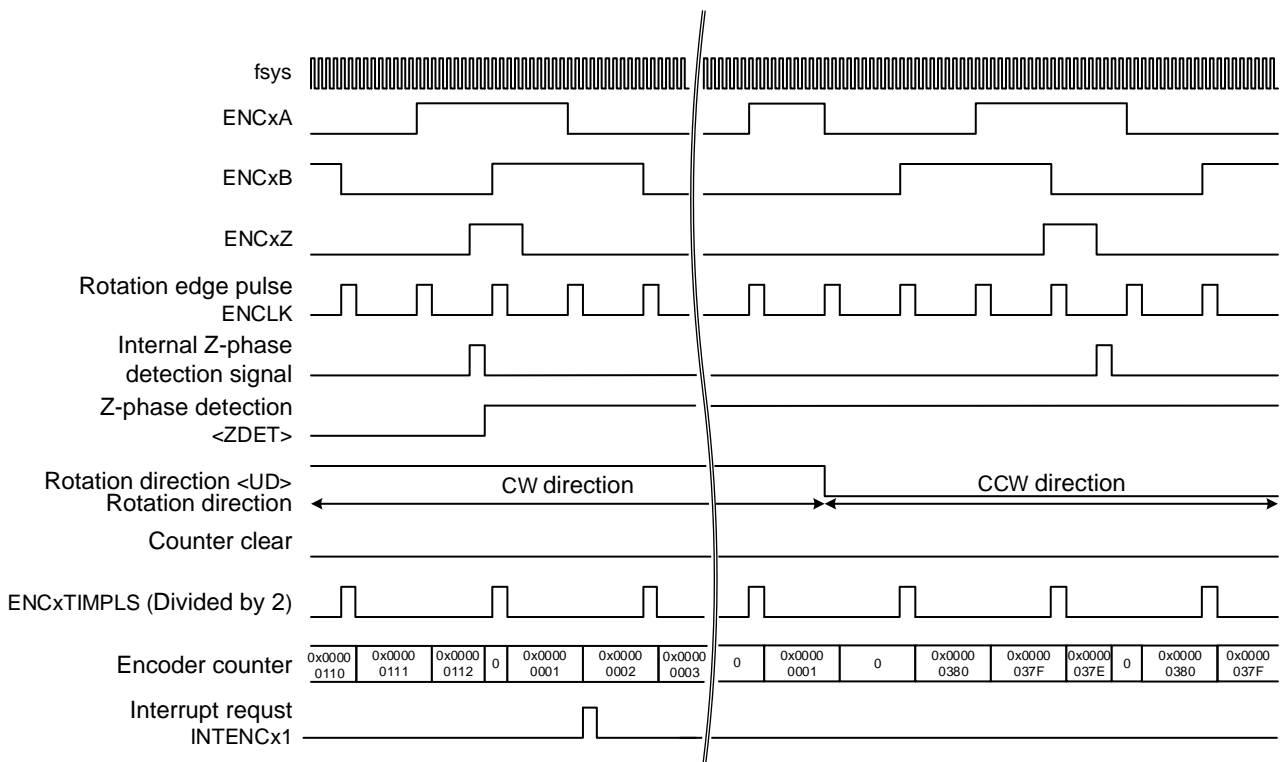 fsys
ENCxA
ENCxB
ENCxZ
Rotation edge pulse
ENCLK
Internal Z-phase
detection signal
Z-phase detection
<ZDET>
Rotation direction <UD>
Rotation direction
CW direction
CCW direction
Counter clear
ENCxTIMPLS (Divided by 2)
Encoder counter
0x0000
0110
0x0000
0111
0x0000
0112
0
0x0000
0001
0x0000
0002
0x0000
0003
0
0x0000
0001
0
0x0000
0380
0x0000
037F
0x0000
037E
0
0x0000
0380
0x0000
037F
Interrupt requst
INTENCx1